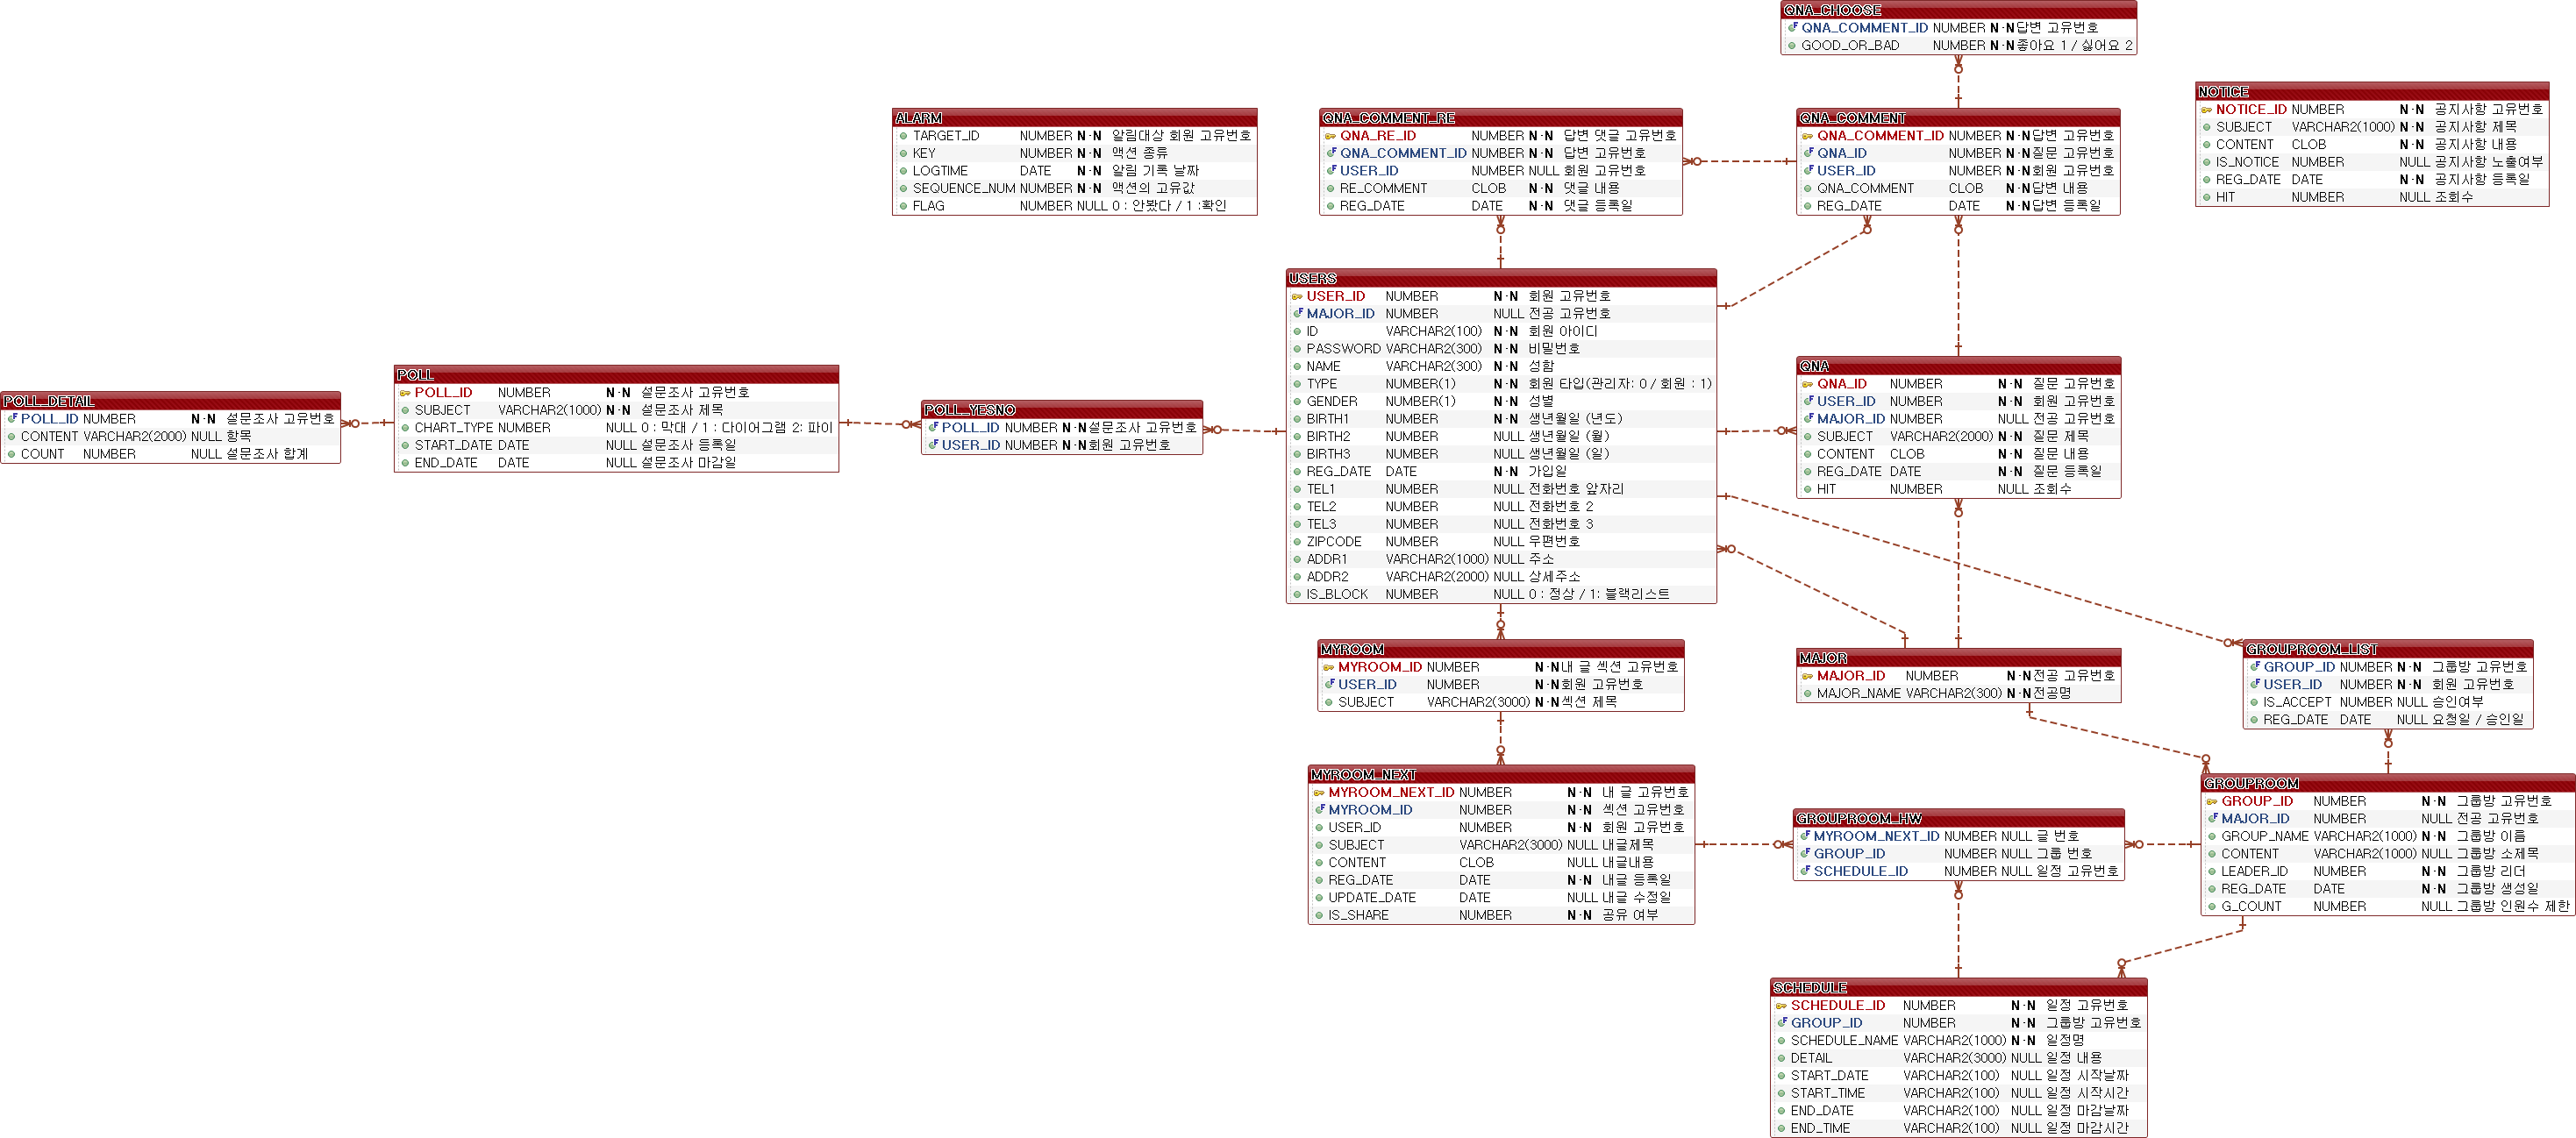 QNA_CHOOSE
QNA_COMMENT_ID NUMBER N·N 답변 고유번호
GOOD_OR_BAD NUMBER N·N 좋아요 1 / 싫어요 2
NOTICE
NOTICE_ID NUMBER N·N 공지사항 고유번호
SUBJECT VARCHAR2(1000) N·N 공지사항 제목
CONTENT CLOB N·N 공지사항 내용
IS_NOTICE NUMBER NULL 공지사항 노출여부
REG_DATE DATE N·N 공지사항 등록일
HIT NUMBER NULL 조회수
ALARM
TARGET_ID NUMBER N·N 알림대상 회원 고유번호
KEY NUMBER N·N 액션 종류
LOGTIME DATE N·N 알림 기록 날짜
SEQUENCE_NUM NUMBER N·N 액션의 고유값
FLAG NUMBER NULL 0 : 안봤다 / 1 :확인
QNA_COMMENT_RE
QNA_RE_ID NUMBER N·N 답변 댓글 고유번호
QNA_COMMENT_ID NUMBER N·N 답변 고유번호
USER_ID NUMBER NULL 회원 고유번호
RE_COMMENT CLOB N·N 댓글 내용
REG_DATE DATE N·N 댓글 등록일
QNA_COMMENT
QNA_COMMENT_ID NUMBER N·N 답변 고유번호
QNA_ID NUMBER N·N 질문 고유번호
USER_ID NUMBER N·N 회원 고유번호
QNA_COMMENT CLOB N·N 답변 내용
REG_DATE DATE N·N 답변 등록일
USERS
USER_ID NUMBER N·N 회원 고유번호
MAJOR_ID NUMBER NULL 전공 고유번호
ID VARCHAR2(100) N·N 회원 아이디
PASSWORD VARCHAR2(300) N·N 비밀번호
NAME VARCHAR2(300) N·N 성함
TYPE NUMBER(1) N·N 회원 타입(관리자: 0 / 회원 : 1)
GENDER NUMBER(1) N·N 성별
BIRTH1 NUMBER N·N 생년월일 (년도)
BIRTH2 NUMBER NULL 생년월일 (월)
BIRTH3 NUMBER NULL 생년월일 (일)
REG_DATE DATE N·N 가입일
TEL1 NUMBER NULL 전화번호 앞자리
TEL2 NUMBER NULL 전화번호 2
TEL3 NUMBER NULL 전화번호 3
ZIPCODE NUMBER NULL 우편번호
ADDR1 VARCHAR2(1000) NULL 주소
ADDR2 VARCHAR2(2000) NULL 상세주소
IS_BLOCK NUMBER NULL 0 : 정상 / 1: 블랙리스트
POLL_DETAIL
POLL_ID NUMBER N·N 설문조사 고유번호
CONTENT VARCHAR2(2000) NULL 항목
COUNT NUMBER NULL 설문조사 합계
POLL
POLL_ID NUMBER N·N 설문조사 고유번호
SUBJECT VARCHAR2(1000) N·N 설문조사 제목
CHART_TYPE NUMBER NULL 0 : 막대 / 1 : 다이어그램 2: 파이
START_DATE DATE NULL 설문조사 등록일
END_DATE DATE NULL 설문조사 마감일
POLL_YESNO
POLL_ID NUMBER N·N 설문조사 고유번호
USER_ID NUMBER N·N 회원 고유번호
QNA
QNA_ID NUMBER N·N 질문 고유번호
USER_ID NUMBER N·N 회원 고유번호
MAJOR_ID NUMBER NULL 전공 고유번호
SUBJECT VARCHAR2(2000) N·N 질문 제목
CONTENT CLOB N·N 질문 내용
REG_DATE DATE N·N 질문 등록일
HIT NUMBER NULL 조회수
MYROOM
MYROOM_ID NUMBER N·N 내 글 섹션 고유번호
USER_ID NUMBER N·N 회원 고유번호
SUBJECT VARCHAR2(3000) N·N 섹션 제목
MAJOR
MAJOR_ID NUMBER N·N 전공 고유번호
MAJOR_NAME VARCHAR2(300) N·N 전공명
GROUPROOM_LIST
GROUP_ID NUMBER N·N 그룹방 고유번호
USER_ID NUMBER N·N 회원 고유번호
IS_ACCEPT NUMBER NULL 승인여부
REG_DATE DATE NULL 요청일 / 승인일
MYROOM_NEXT
MYROOM_NEXT_ID NUMBER N·N 내 글 고유번호
MYROOM_ID NUMBER N·N 섹션 고유번호
USER_ID NUMBER N·N 회원 고유번호
SUBJECT VARCHAR2(3000) NULL 내글제목
CONTENT CLOB NULL 내글내용
REG_DATE DATE N·N 내글 등록일
UPDATE_DATE DATE NULL 내글 수정일
IS_SHARE NUMBER N·N 공유 여부
GROUPROOM_HW
MYROOM_NEXT_ID NUMBER NULL 글 번호
GROUP_ID NUMBER NULL 그룹 번호
SCHEDULE_ID NUMBER NULL 일정 고유번호
GROUPROOM
GROUP_ID NUMBER N·N 그룹방 고유번호
MAJOR_ID NUMBER NULL 전공 고유번호
GROUP_NAME VARCHAR2(1000) N·N 그룹방 이름
CONTENT VARCHAR2(1000) NULL 그룹방 소제목
LEADER_ID NUMBER N·N 그룹방 리더
REG_DATE DATE N·N 그룹방 생성일
G_COUNT NUMBER NULL 그룹방 인원수 제한
SCHEDULE
SCHEDULE_ID NUMBER N·N 일정 고유번호
GROUP_ID NUMBER N·N 그룹방 고유번호
SCHEDULE_NAME VARCHAR2(1000) N·N 일정명
DETAIL VARCHAR2(3000) NULL 일정 내용
START_DATE VARCHAR2(100) NULL 일정 시작날짜
START_TIME VARCHAR2(100) NULL 일정 시작시간
END_DATE VARCHAR2(100) NULL 일정 마감날짜
END_TIME VARCHAR2(100) NULL 일정 마감시간